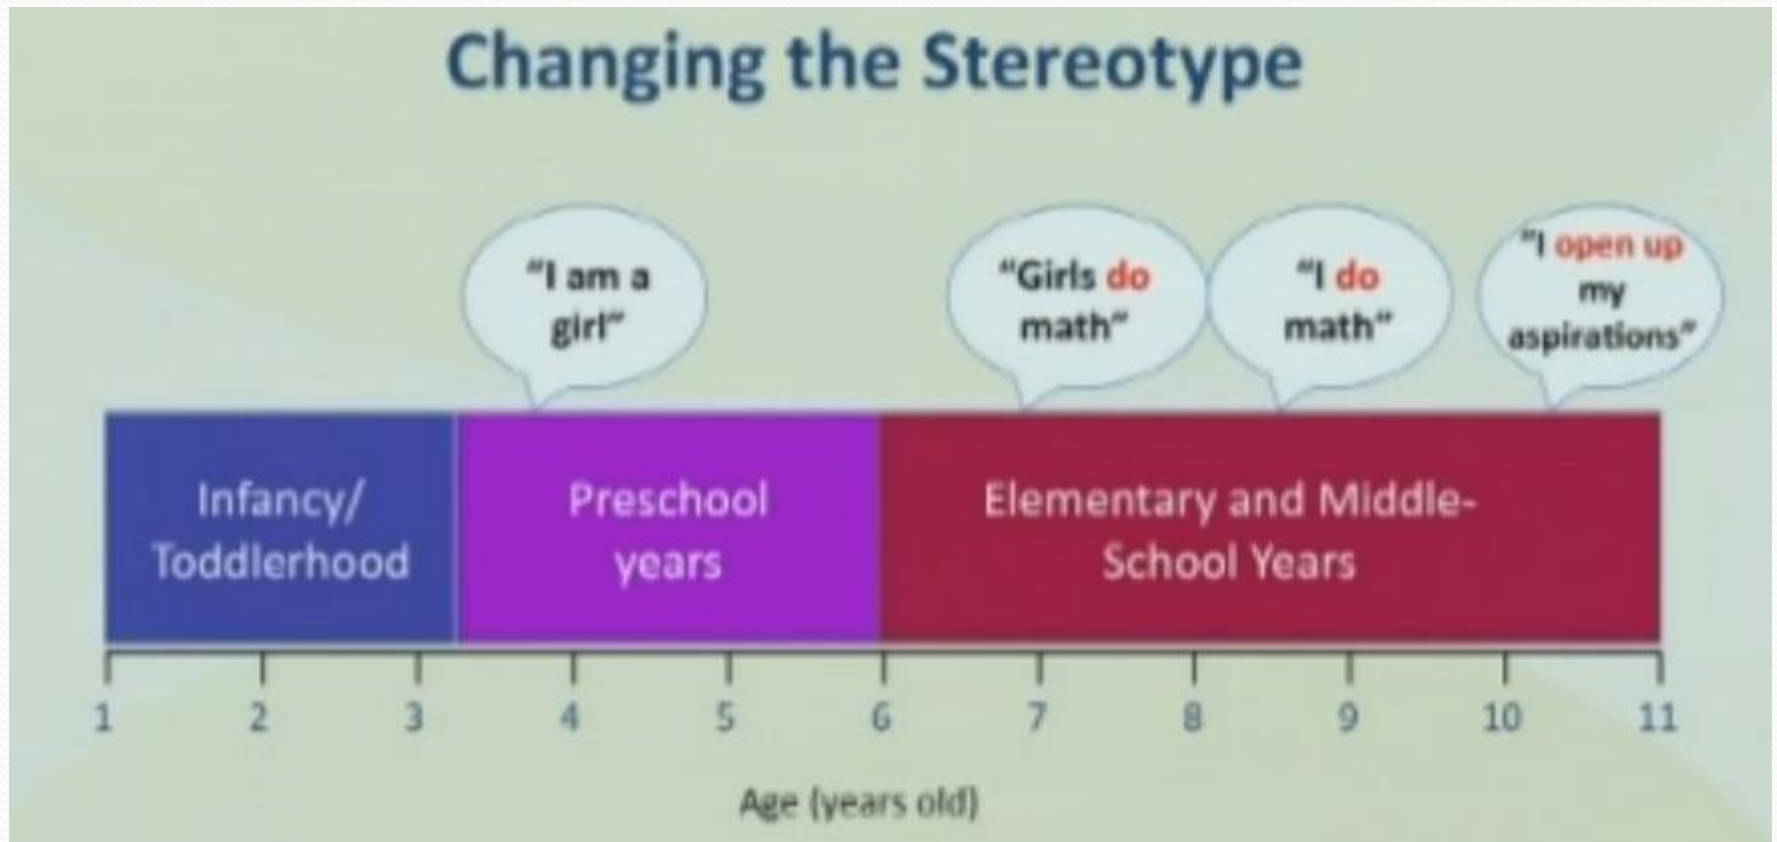 Changing the Stereotype
“I am a
girl”
“Girls do
math”
“I do
math”
“I open up
my
aspirations”
Infancy/
Toddlerhood
Preschool
years
Elementary and Middle-
School Years
1 2 3 4 5 6 7 8 9 10 11
Age (years old)